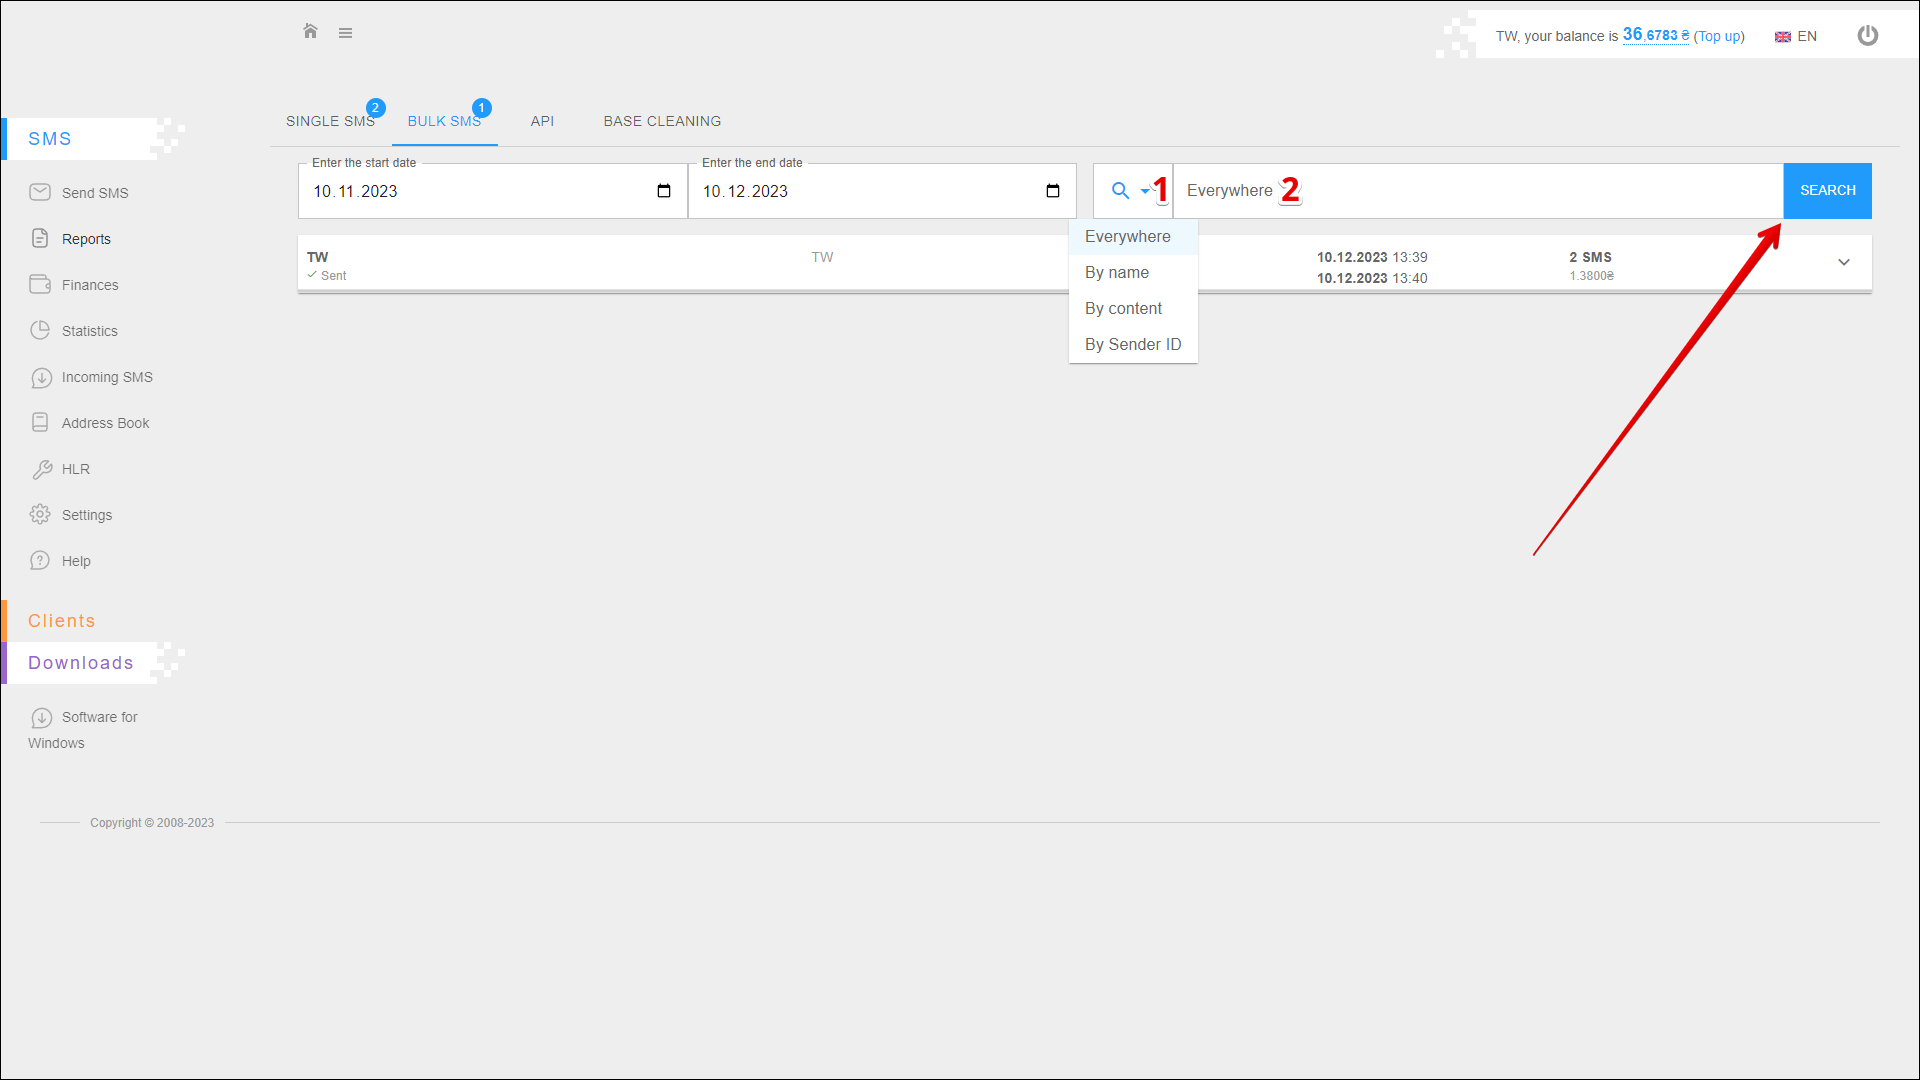 TW, your balance is 36,6783 ₴ (Top up) EN
SINGLE SMS 2 BULK SMS 1 API BASE CLEANING
SMS
Send SMS
Reports
Finances
Statistics
Incoming SMS
Address Book
HLR
Settings
Help
Clients
Downloads
Software for
Windows
Enter the start date
10.11.2023
Enter the end date
10.12.2023
1
Everywhere 2
SEARCH
Everywhere
By name
By content
By Sender ID
TW
Sent
TW
10.12.2023 13:39
10.12.2023 13:40
2 SMS
1.3800₴
Copyright © 2008-2023